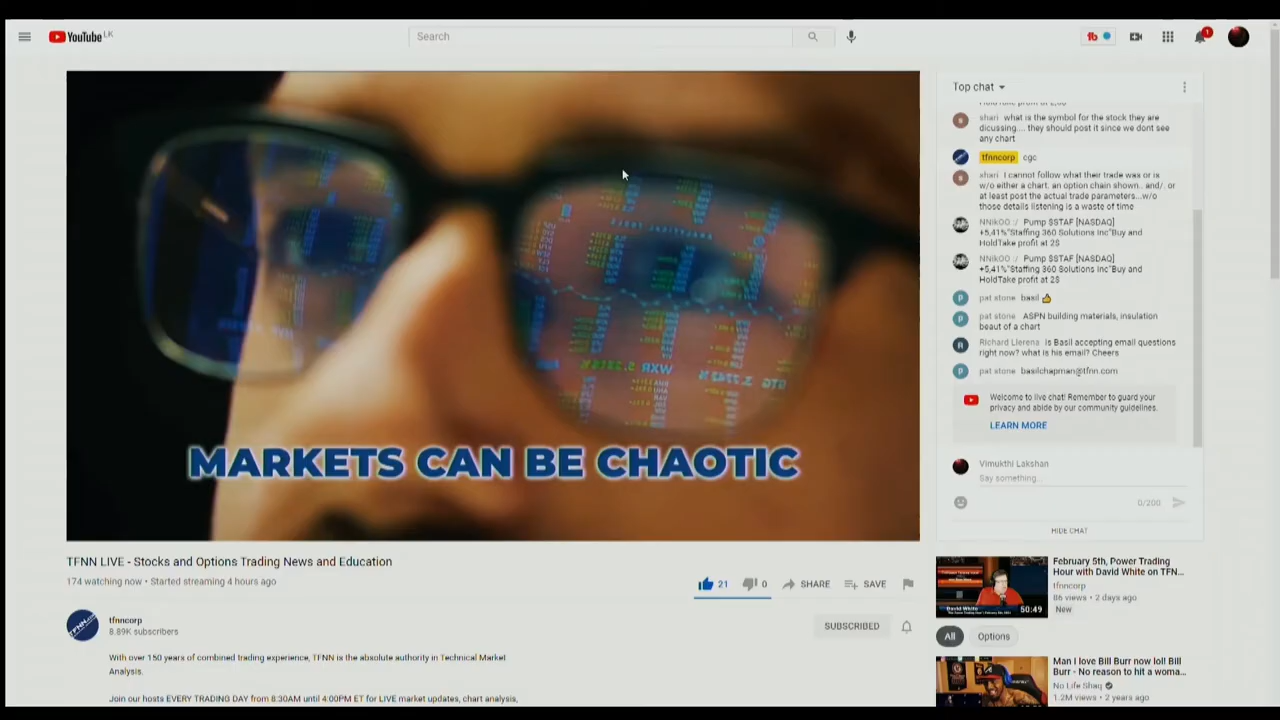 YouTube LK
Search
1
Top chat
shari what is the symbol for the stock they are
dicussing.... they should post it since we dont see
any chart
tfnncorp cgc
shari I cannot follow what their trade was or is
w/o either a chart. an option chain shown.. and/. or
at least post the actual trade parameters...w/o
those details listening is a waste of time
NNikOO :/ Pump $STAF [NASDAQ]
+5,41%"Staffing 360 Solutions Inc"Buy and
HoldTake profit at 2$
NNikOO :/ Pump $STAF [NASDAQ]
+5,41%"Staffing 360 Solutions Inc"Buy and
HoldTake profit at 2$
pat stone basil 👍
pat stone ASPN building materials, insulation
beaut of a chart
Richard Llerena Is Basil accepting email questions
right now? what is his email? Cheers
pat stone basilchapman@tfnn.com
Welcome to live chat! Remember to guard your
privacy and abide by our community guidelines.
LEARN MORE
Vimukthi Lakshan
Say something...
0/200
HIDE CHAT
MARKETS CAN BE CHAOTIC
TFNN LIVE - Stocks and Options Trading News and Education
174 watching now • Started streaming 4 hours ago
21 0 SHARE SAVE
tfnncorp
8.89K subscribers
SUBSCRIBED
With over 150 years of combined trading experience, TFNN is the absolute authority in Technical Market
Analysis.
Join our hosts EVERY TRADING DAY from 8:30AM until 4:00PM ET for LIVE market updates, chart analysis,
February 5th, Power Trading
Hour with David White on TFN...
tfnncorp
86 views • 2 days ago
New
David White
50:49
All Options
Man I love Bill Burr now lol! Bill
Burr - No reason to hit a woma...
No Life Shaq
1.2M views • 2 years ago